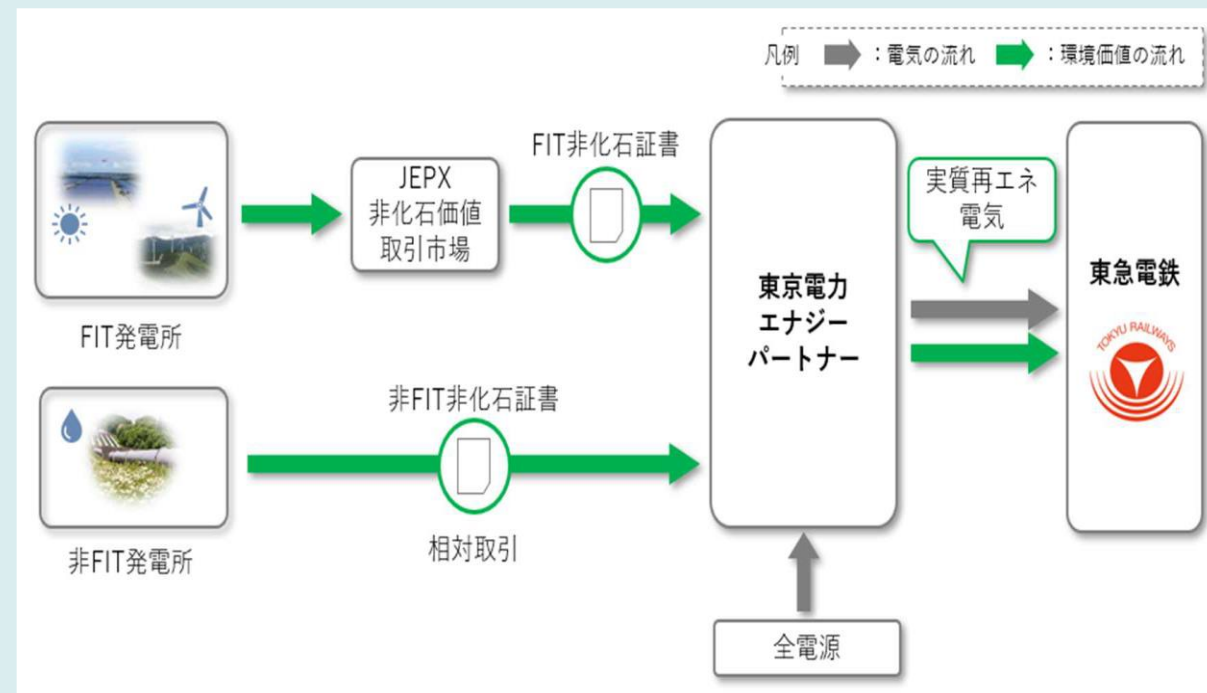 凡例 :電気の流れ :環境価値の流れ
FIT非化石証書
JEPX
非化石価値
取引市場
FIT発電所
実質再エネ
電気
東京電力
エナジー
パートナー
東急電鉄
TOKYU RAILWAYS
非FIT非化石証書
相対取引
非FIT発電所
全電源